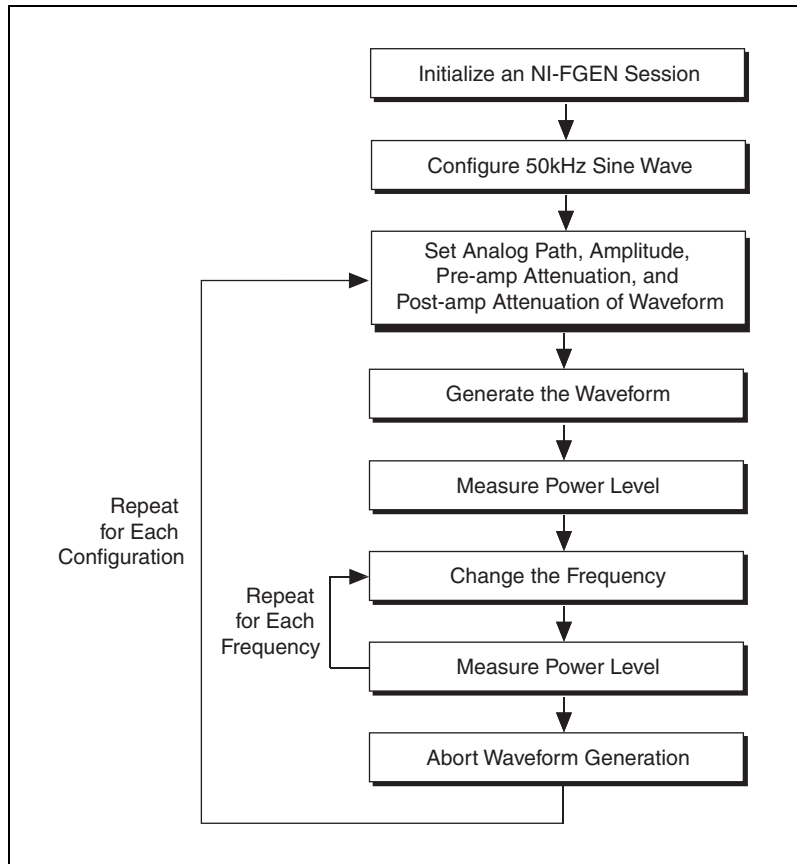 Initialize an NI-FGEN Session
Configure 50kHz Sine Wave
Set Analog Path, Amplitude,
Pre-amp Attenuation, and
Post-amp Attenuation of Waveform
Generate the Waveform
Measure Power Level
Repeat
for Each
Configuration
Change the Frequency
Repeat
for Each
Frequency
Measure Power Level
Abort Waveform Generation